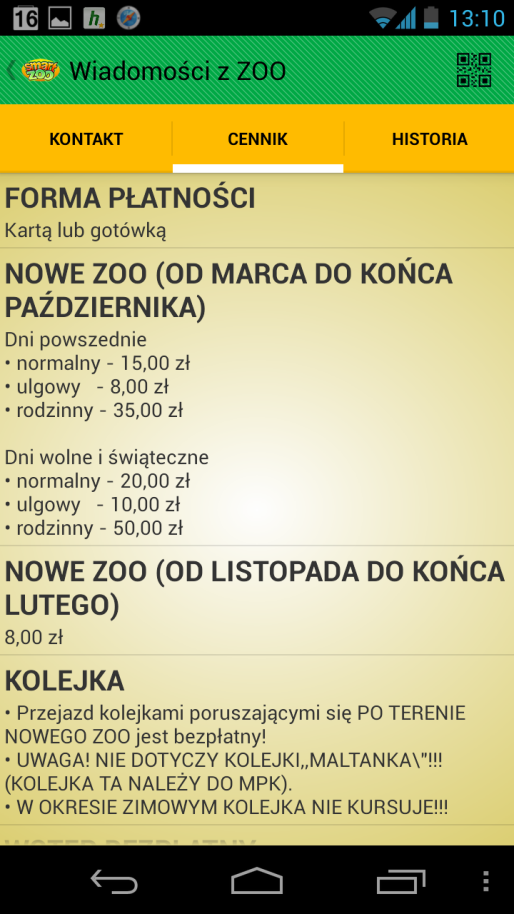 16
13:10
SMART ZOO
Wiadomości z ZOO
KONTAKT
CENNIK
HISTORIA
FORMA PŁATNOŚCI
Kartą lub gotówką
NOWE ZOO (OD MARCA DO KOŃCA
PAŹDZIERNIKA)
Dni powszednie
• normalny - 15,00 zł
• ulgowy   - 8,00 zł
• rodzinny - 35,00 zł
Dni wolne i świąteczne
• normalny - 20,00 zł
• ulgowy   - 10,00 zł
• rodzinny - 50,00 zł
NOWE ZOO (OD LISTOPADA DO KOŃCA
LUTEGO)
8,00 zł
KOLEJKA
• Przejazd kolejkami poruszającymi się PO TERENIE
NOWEGO ZOO jest bezpłatny!
• UWAGA! NIE DOTYCZY KOLEJKI,,MALTANKA\"!!!
(KOLEJKA TA NALEŻY DO MPK).
• W OKRESIE ZIMOWYM KOLEJKA NIE KURSUJE!!!